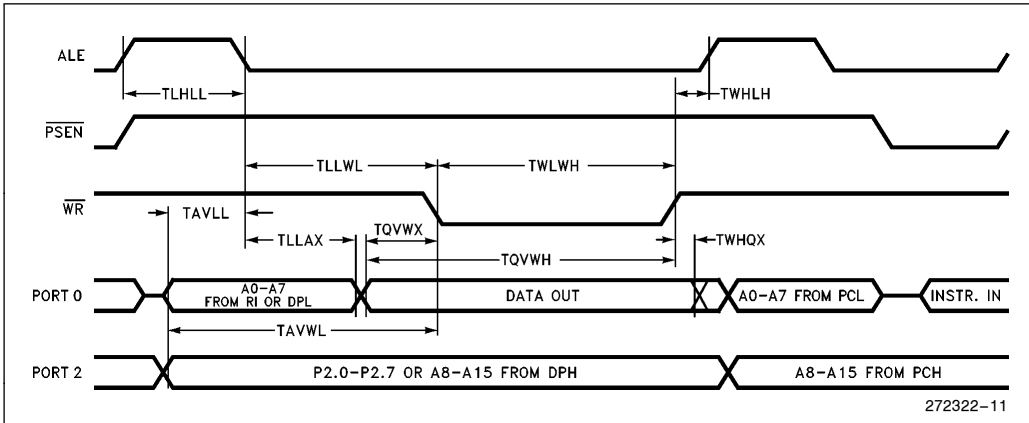 ALE
TLHLL
TWHLH
PSEN
TLLWL
TWLWH
WR
TAVLL
TLLAX
TQVWX
TWHQX
TQVWH
PORT 0
A0–A7
FROM RI OR DPL
DATA OUT
A0–A7 FROM PCL
INSTR. IN
TAVWL
PORT 2
P2.0–P2.7 OR A8–A15 FROM DPH
A8–A15 FROM PCH
272322–11